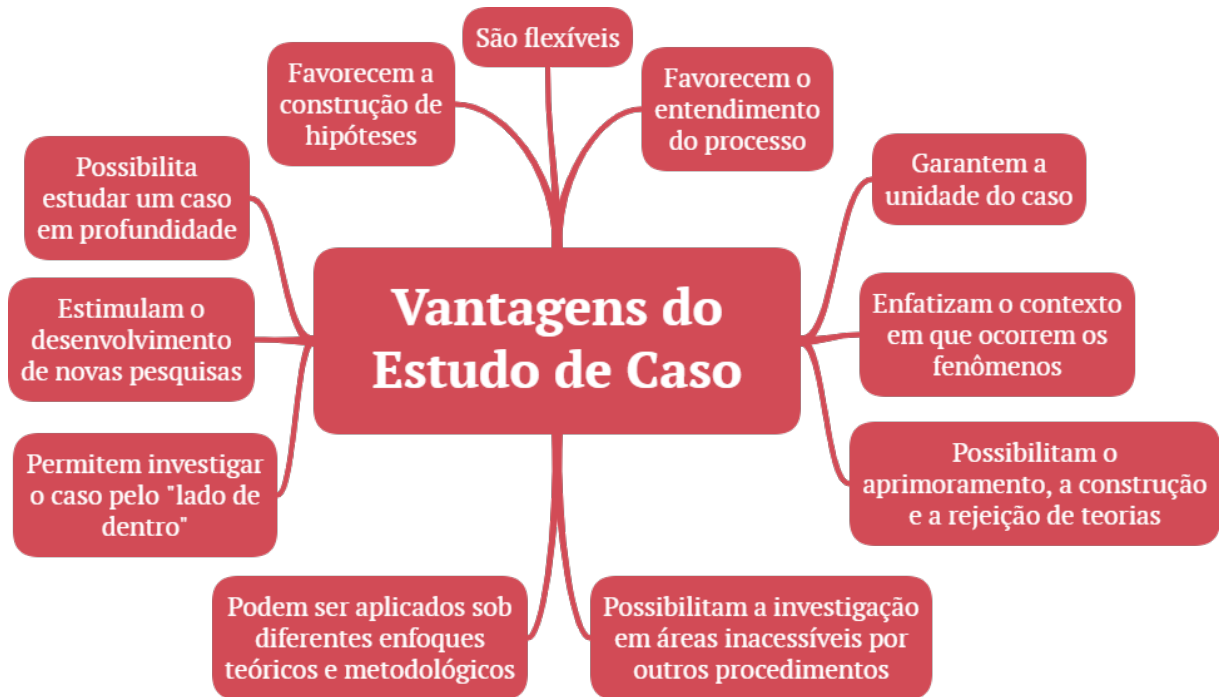 São flexíveis
Favorecem a
construção de
hipóteses
Favorecem o
entendimento
do processo
Possibilita
estudar um caso
em profundidade
Garantem a
unidade do caso
Vantagens do
Estudo de Caso
Estimulam o
desenvolvimento
de novas pesquisas
Enfatizam o contexto
em que ocorrem os
fenômenos
Permitem investigar
o caso pelo "lado de
dentro"
Possibilitam o
aprimoramento, a construção
e a rejeição de teorias
Podem ser aplicados sob
diferentes enfoques
teóricos e metodológicos
Possibilitam a investigação
em áreas inacessíveis por
outros procedimentos